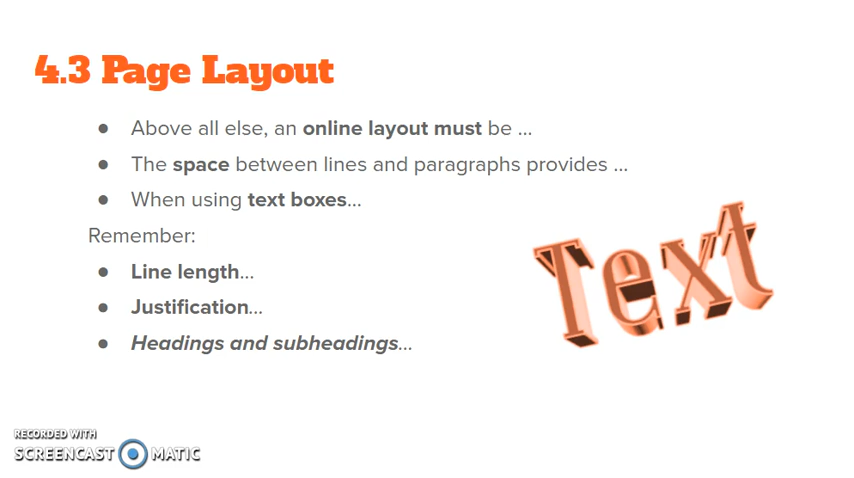 4.3 Page Layout
● Above all else, an online layout must be ...
● The space between lines and paragraphs provides ...
● When using text boxes...
Remember:
● Line length...
● Justification...
● Headings and subheadings...
Text
RECORDED WITH
SCREENCAST MATIC